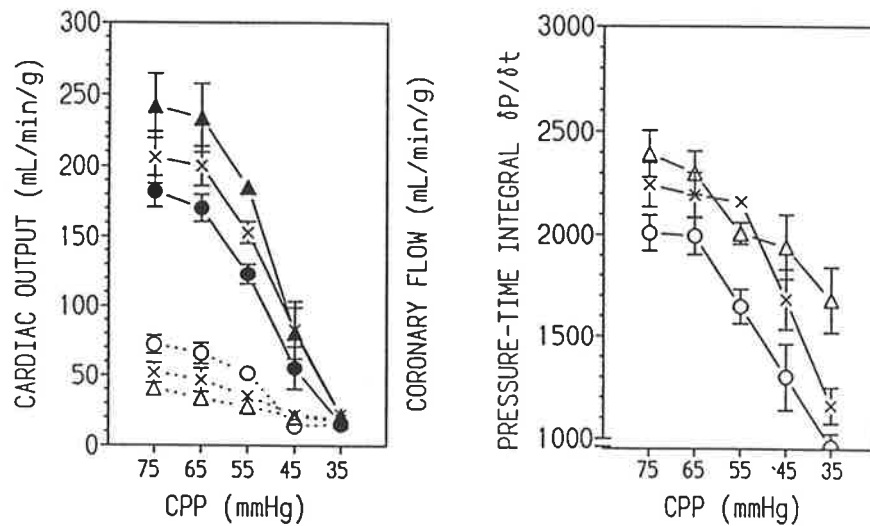 CARDIAC OUTPUT (mL/min/g)
300
250
200
150
100
50
0
75 65 55 45 35
CPP (mmHg)
CORONARY FLOW (mL/min/g)
PRESSURE-TIME INTEGRAL δP/δt
3000
2500
2000
1500
1000
75 65 55 45 35
CPP (mmHg)